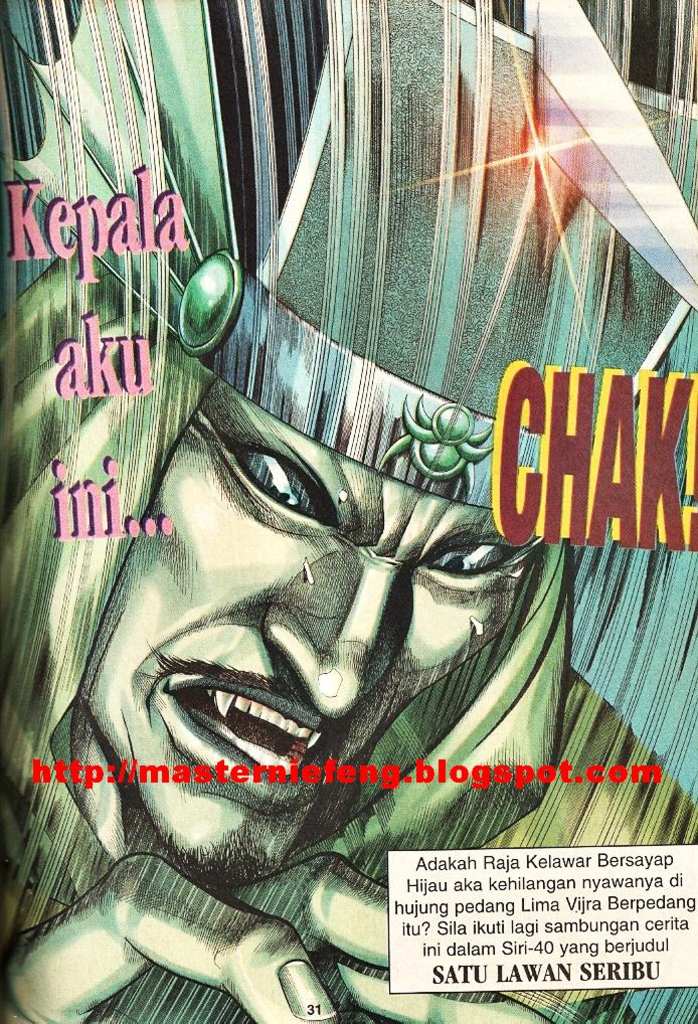 Kepala
aku
ini...
CHAK!
http://masterniefeng.blogspot.com
Adakah Raja Kelawar Bersayap
Hijau aka kehilangan nyawanya di
hujung pedang Lima Vijra Berpedang
itu? Sila ikuti lagi sambungan cerita
ini dalam Siri-40 yang berjudul
SATU LAWAN SERIBU
31